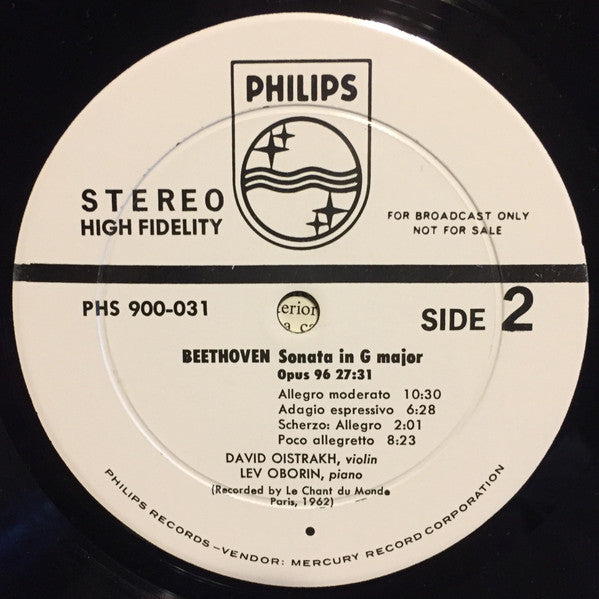 PHILIPS
STEREO
HIGH FIDELITY
FOR BROADCAST ONLY
NOT FOR SALE
PHS 900-031
SIDE 2
BEETHOVEN Sonata in G major
Opus 96 27:31
Allegro moderato 10:30
Adagio espressivo 6:28
Scherzo: Allegro 2:01
Poco allegretto 8:23
DAVID OISTRAKH, violin
LEV OBORIN, piano
(Recorded by Le Chant du Monde
Paris, 1962)
PHILIPS RECORDS-VENDOR: MERCURY RECORD CORPORATION